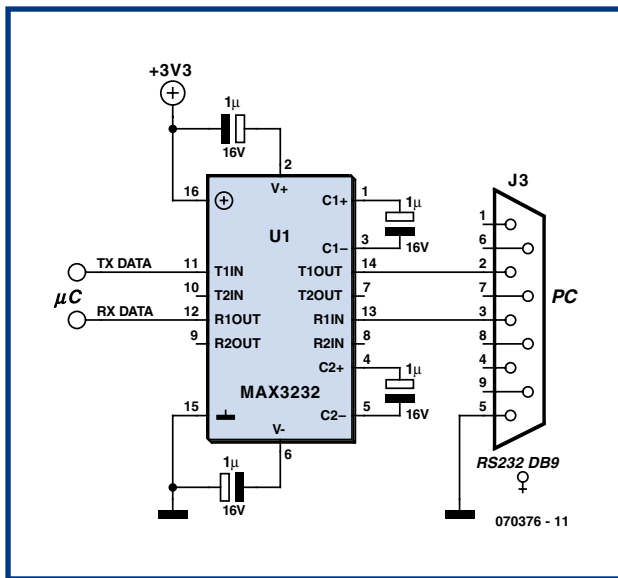 +3V3
1µ
16V
2
V+
16
U1
C1+
1
1µ
16V
C1–
3
TX DATA
11
T1IN
T1OUT
14
µC
10
T2IN
T2OUT
7
RX DATA
12
R1OUT
R1IN
13
9
R2OUT
R2IN
8
C2+
4
1µ
16V
MAX3232
C2–
5
15
V-
6
1µ
16V
J3
1
6
2
7
3
8
4
9
5
PC
RS232 DB9
070376 - 11